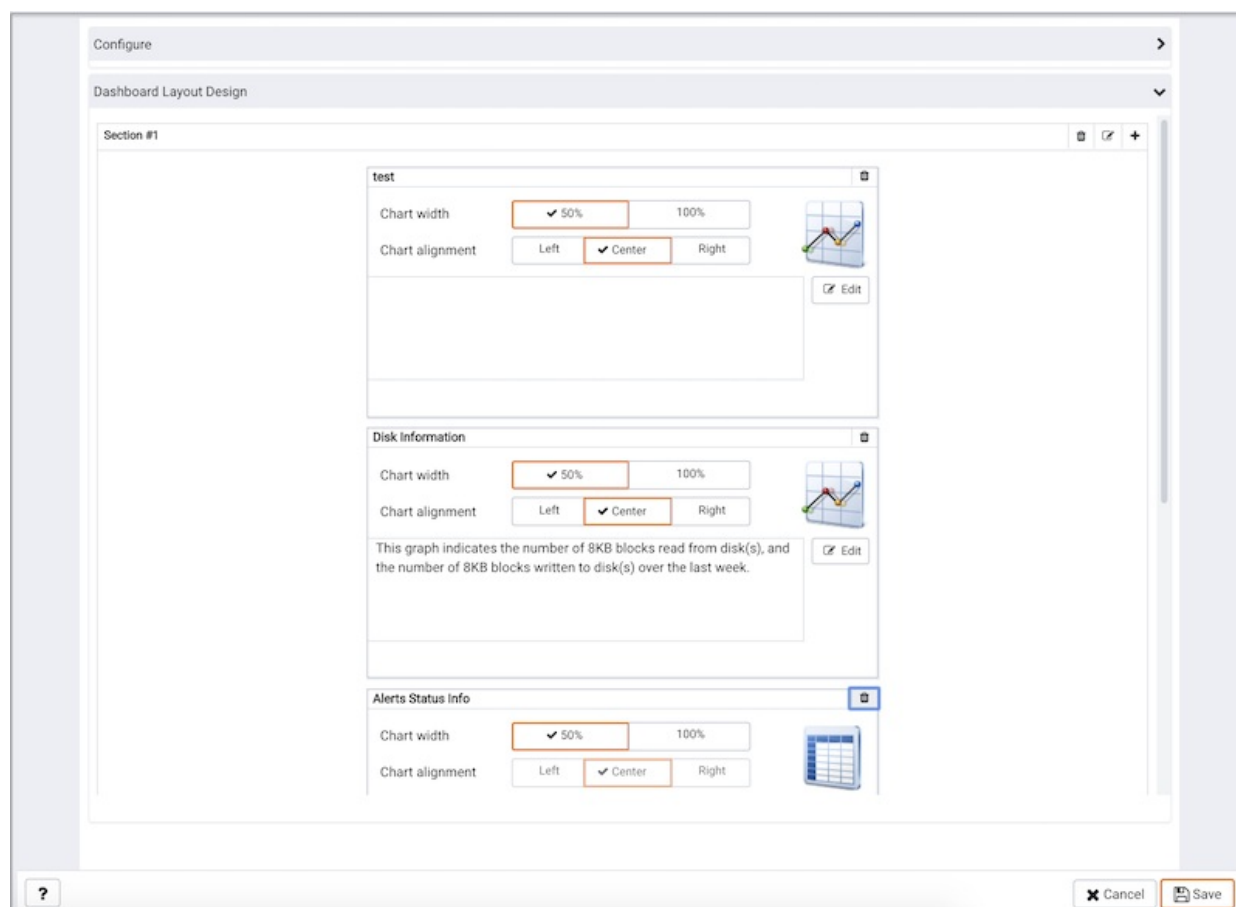 Configure
Dashboard Layout Design
Section #1
test
Chart width 50% 100%
Chart alignment Left Center Right
Edit
Disk Information
Chart width 50% 100%
Chart alignment Left Center Right
This graph indicates the number of 8KB blocks read from disk(s), and
the number of 8KB blocks written to disk(s) over the last week.
Edit
Alerts Status Info
Chart width 50% 100%
Chart alignment Left Center Right
? Cancel Save